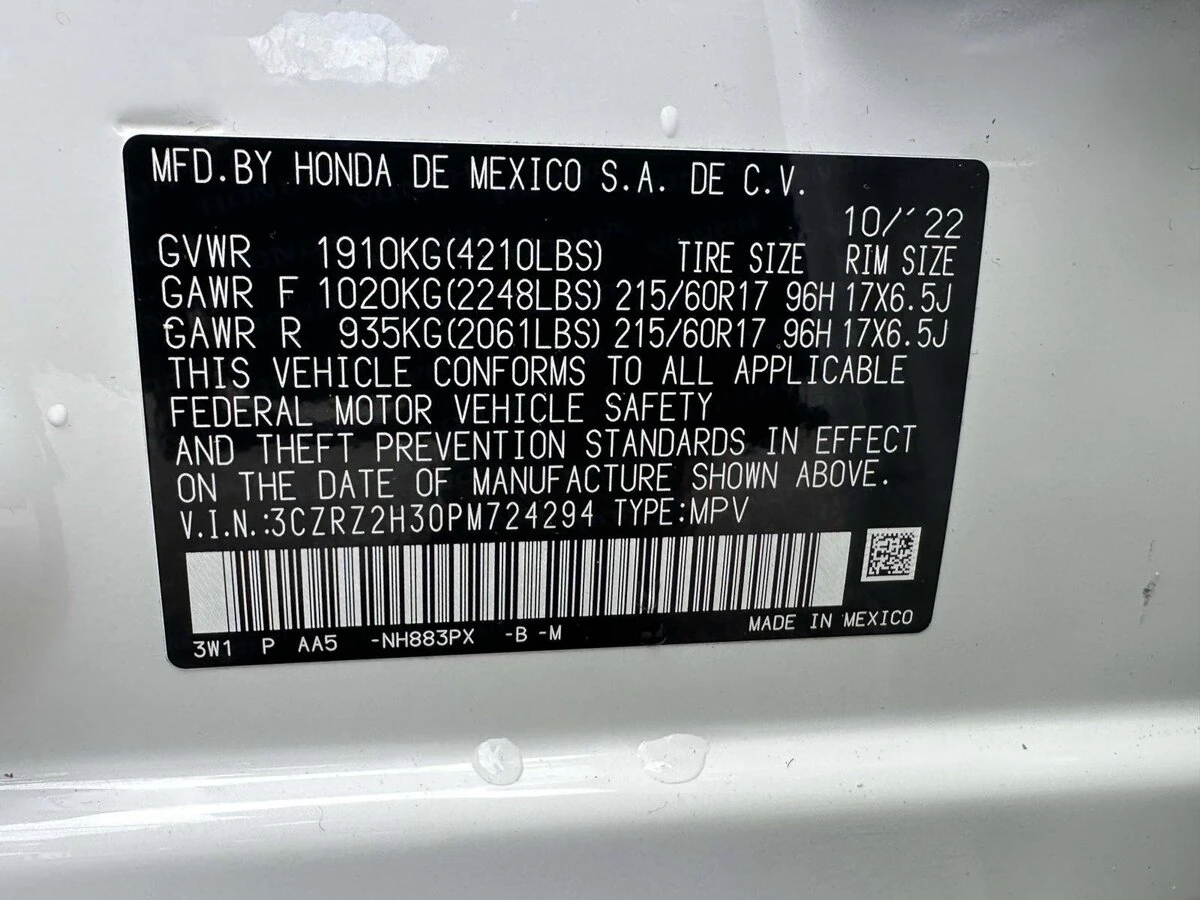 MFD.BY HONDA DE MEXICO S.A. DE C.V.
10/´22
GVWR 1910KG(4210LBS) TIRE SIZE RIM SIZE
GAWR F 1020KG(2248LBS) 215/60R17 96H 17X6.5J
GAWR R 935KG(2061LBS) 215/60R17 96H 17X6.5J
THIS VEHICLE CONFORMS TO ALL APPLICABLE
FEDERAL MOTOR VEHICLE SAFETY
AND THEFT PREVENTION STANDARDS IN EFFECT
ON THE DATE OF MANUFACTURE SHOWN ABOVE.
V.I.N.:3CZRZ2H30PM724294 TYPE:MPV
3W1 P AA5 -NH883PX -B -M MADE IN MEXICO